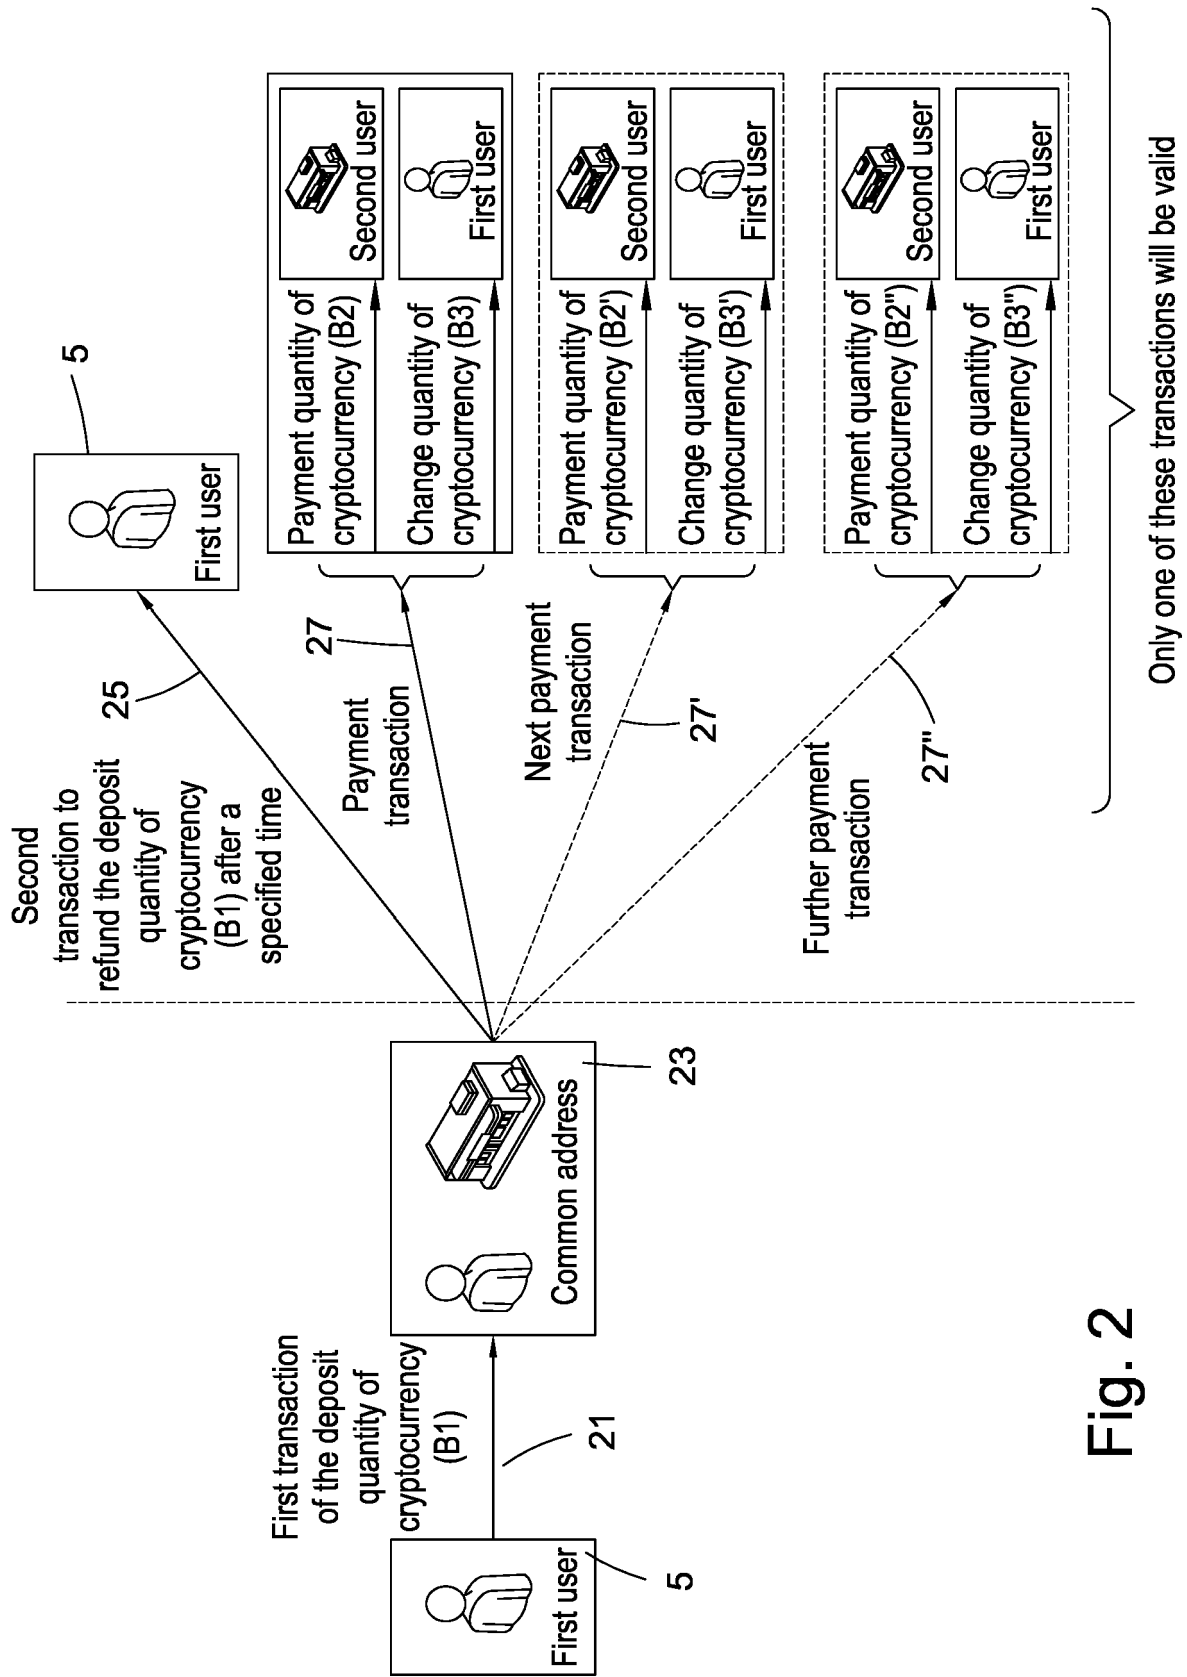 First transaction
of the deposit
quantity of
cryptocurrency
(B1)
21
First user
5
Common address
23
Second
transaction to
refund the deposit
quantity of
cryptocurrency
(B1) after a
specified time
25
First user
5
Payment
transaction
27
Payment quantity of
cryptocurrency (B2)
Second user
Change quantity of
cryptocurrency (B3)
First user
Next payment
transaction
27'
Payment quantity of
cryptocurrency (B2')
Second user
Change quantity of
cryptocurrency (B3')
First user
Further payment
transaction
27"
Payment quantity of
cryptocurrency (B2")
Second user
Change quantity of
cryptocurrency (B3")
First user
Only one of these transactions will be valid
Fig. 2